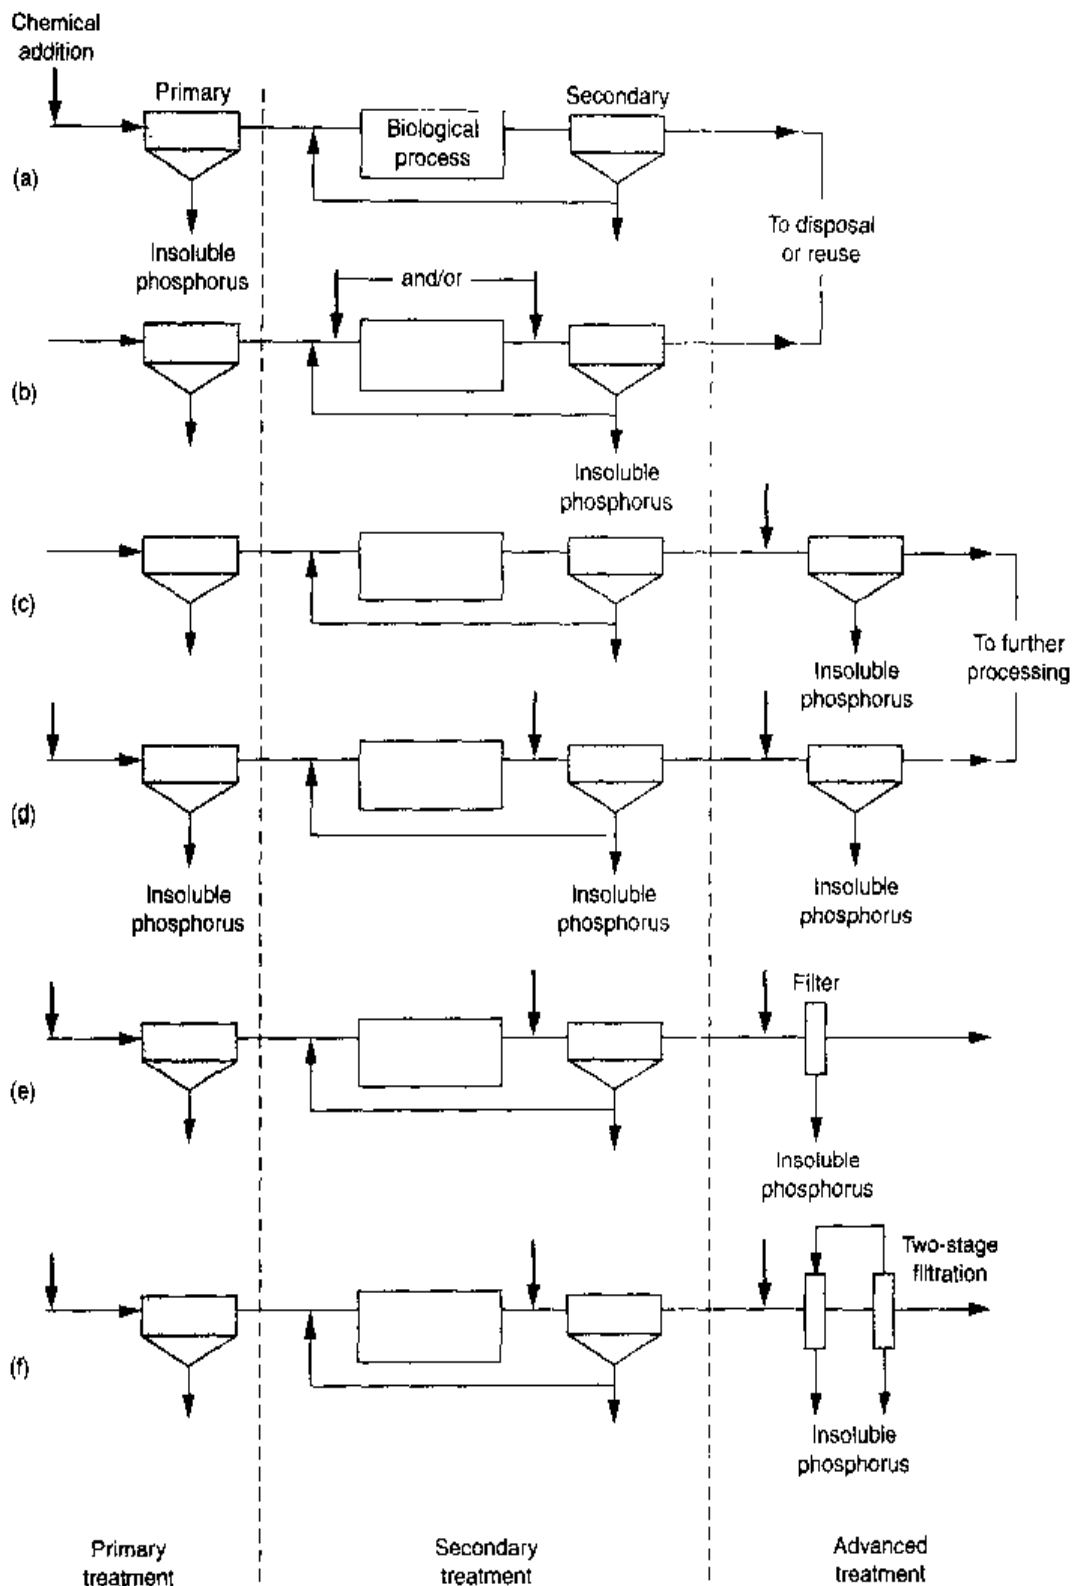 Chemical
addition
Primary
Biological
process
Secondary
(a)
Insoluble
phosphorus
To disposal
or reuse
and/or
(b)
Insoluble
phosphorus
(c)
Insoluble
phosphorus
To further
processing
(d)
Insoluble
phosphorus
Insoluble
phosphorus
Insoluble
phosphorus
(e)
Filter
Insoluble
phosphorus
(f)
Two-stage
filtration
Insoluble
phosphorus
Primary
treatment
Secondary
treatment
Advanced
treatment